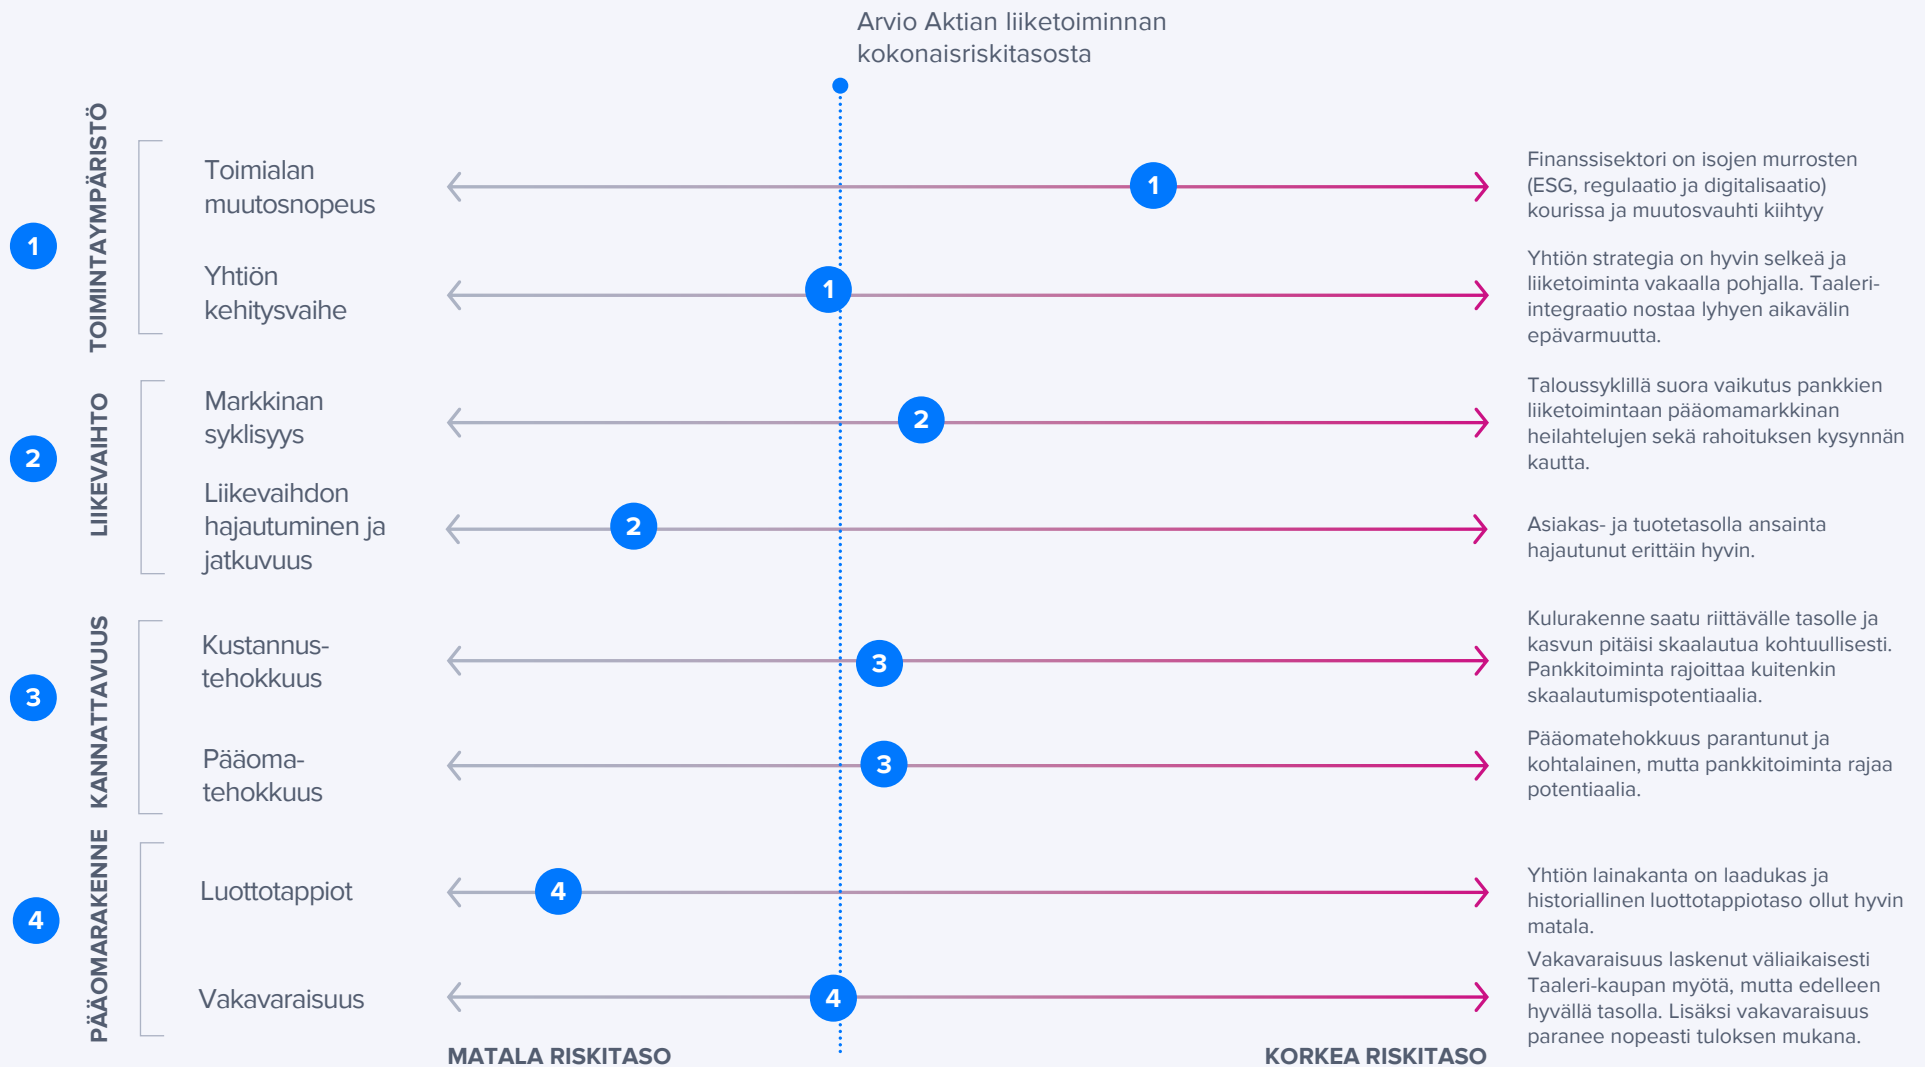 Arvio Aktian liiketoiminnan
kokonaisriskitasosta
1
TOIMINTAYMPÄRISTÖ
Toimialan
muutosnopeus
1
Finanssisektori on isojen murrosten
(ESG, regulaatio ja digitalisaatio)
kourissa ja muutosvauhti kiihtyy
Yhtiön
kehitysvaihe
1
Yhtiön strategia on hyvin selkeä ja
liiketoiminta vakaalla pohjalla. Taaleri-
integraatio nostaa lyhyen aikavälin
epävarmuutta.
2
LIIKEVAIHTO
Markkinan
syklisyys
2
Taloussyklillä suora vaikutus pankkien
liiketoimintaan pääomamarkkinan
heilahtelujen sekä rahoituksen kysynnän
kautta.
Liikevaihdon
hajautuminen ja
jatkuvuus
2
Asiakas- ja tuotetasolla ansainta
hajautunut erittäin hyvin.
3
KANNATTAVUUS
Kustannus-
tehokkuus
3
Kulurakenne saatu riittävälle tasolle ja
kasvun pitäisi skaalautua kohtuullisesti.
Pankkitoiminta rajoittaa kuitenkin
skaalautumispotentiaalia.
Pääoma-
tehokkuus
3
Pääomatehokkuus parantunut ja
kohtalainen, mutta pankkitoiminta rajaa
potentiaalia.
4
PÄÄOMARAKENNE
Luottotappiot
4
Yhtiön lainakanta on laadukas ja
historiallinen luottotappiotaso ollut hyvin
matala.
Vakavaraisuus
4
Vakavaraisuus laskenut väliaikaisesti
Taaleri-kaupan myötä, mutta edelleen
hyvällä tasolla. Lisäksi vakavaraisuus
paranee nopeasti tuloksen mukana.
MATALA RISKITASO
KORKEA RISKITASO